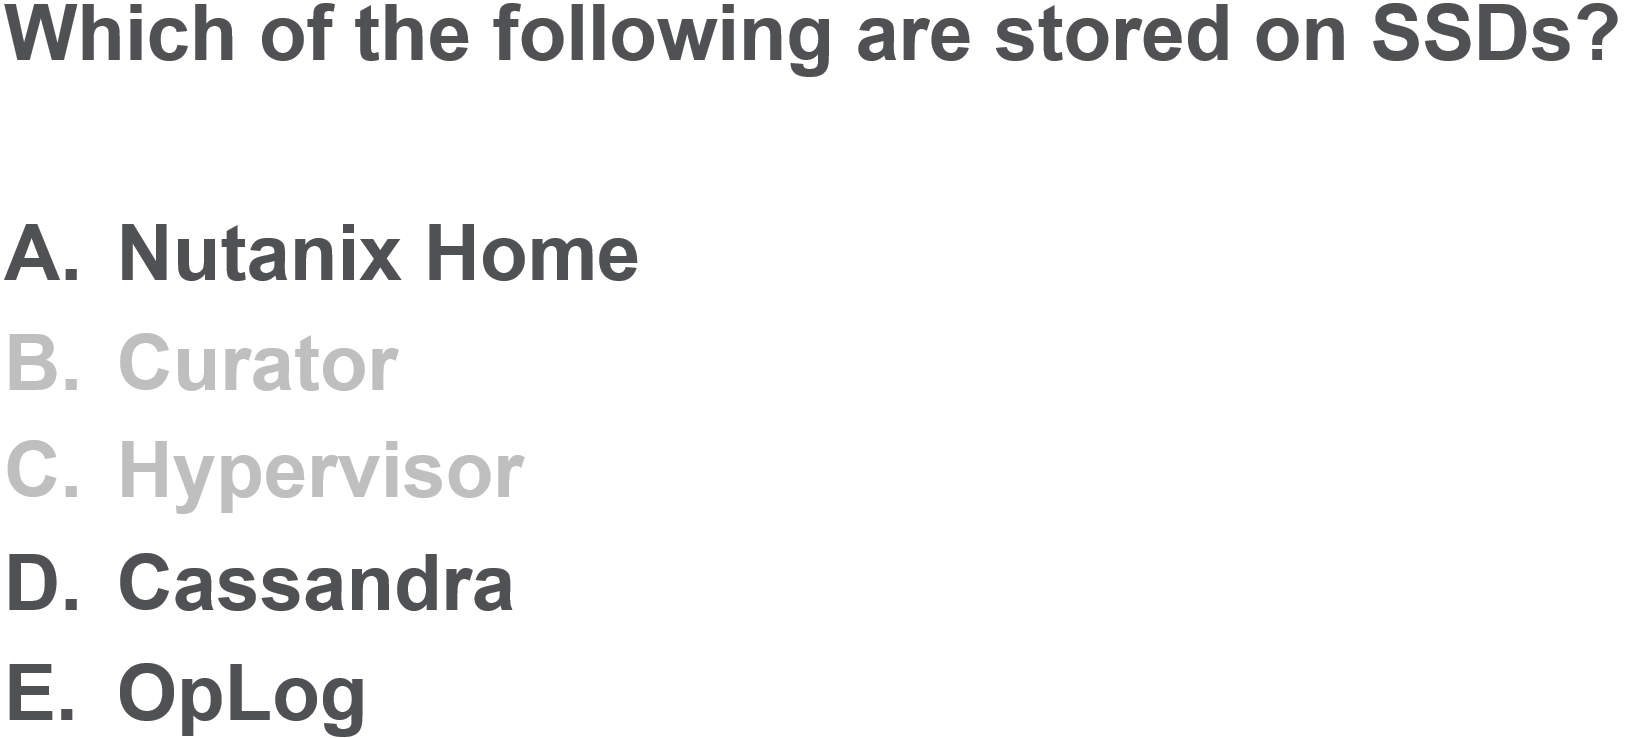 Which of the following are stored on SSDs?
A. Nutanix Home
B. Curator
C. Hypervisor
D. Cassandra
E. OpLog